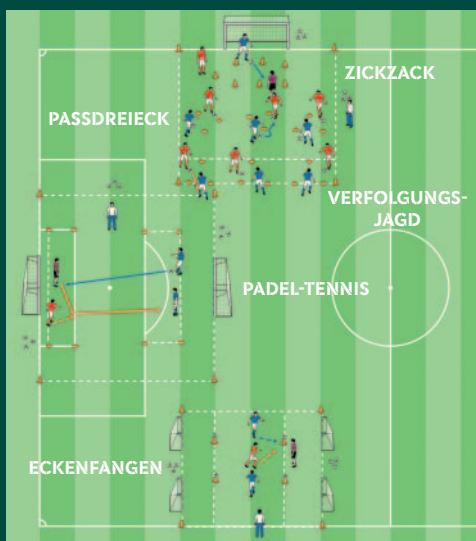 ZICKZACK
PASSDREIECK
VERFOLGUNGS-
JAGD
PADEL-TENNIS
ECKENFANGEN